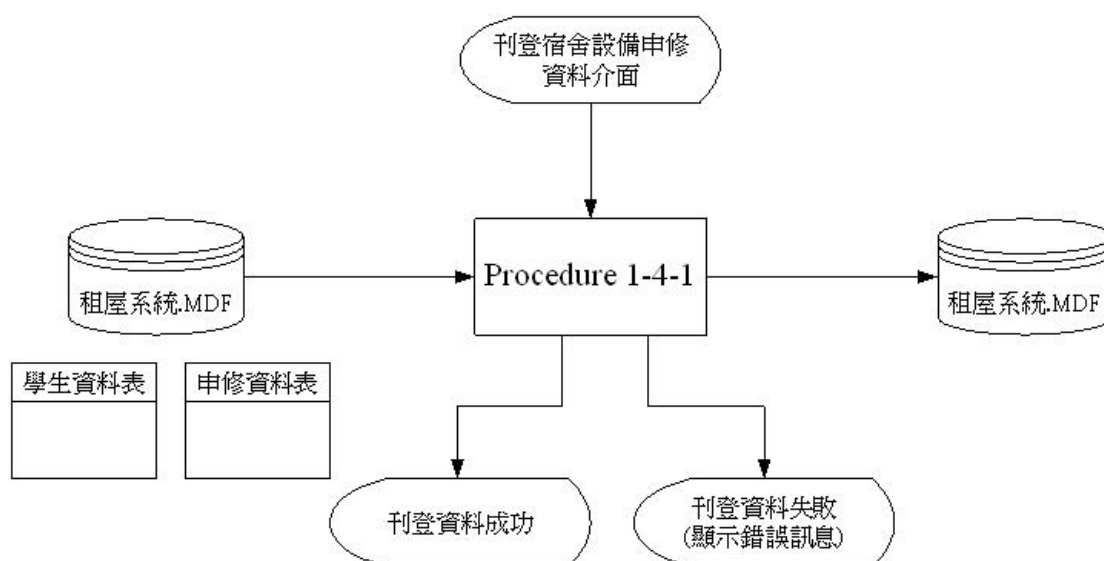 刊登宿舍設備申修
資料介面
租屋系統.MDF
Procedure 1-4-1
租屋系統.MDF
學生資料表
申修資料表
刊登資料成功
刊登資料失敗
(顯示錯誤訊息)